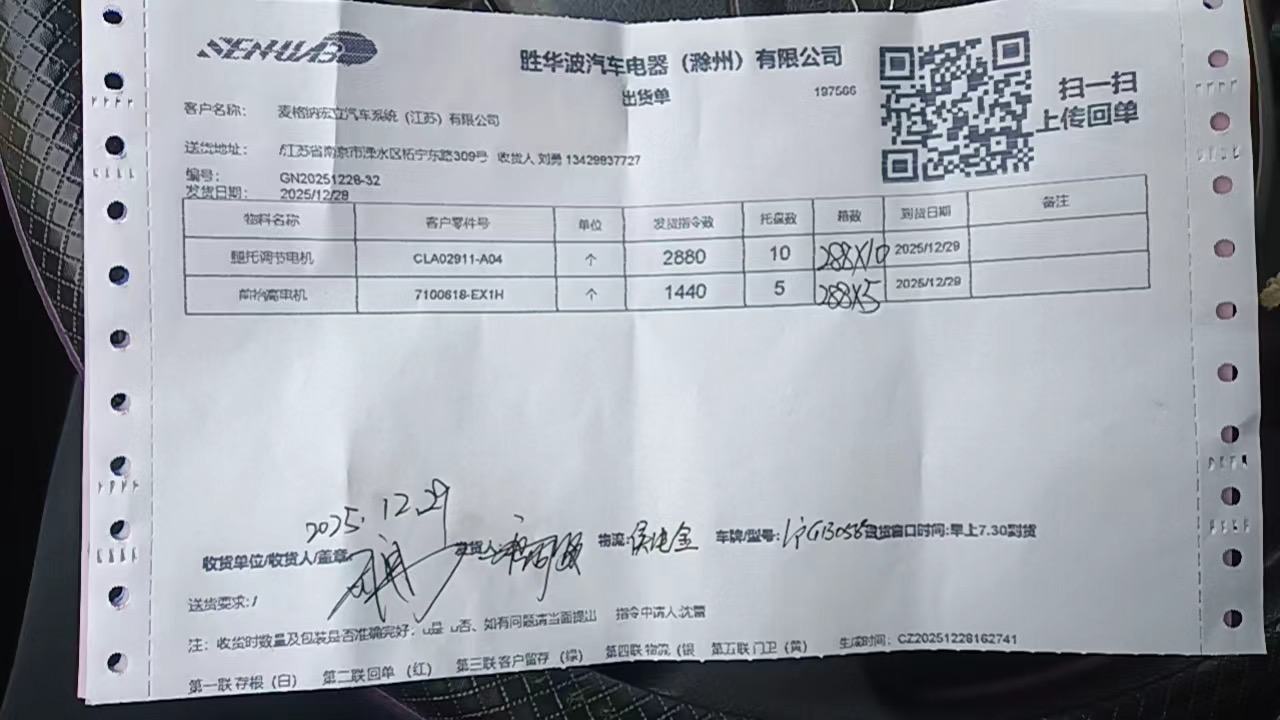 SENHUABO
胜华波汽车电器（滁州）有限公司
出货单
197566
扫一扫
上传回单
客户名称： 麦格纳宏立汽车系统（江苏）有限公司
送货地址： 江苏省南京市溧水区柘宁东路309号 收货人 刘勇 13429937727
编号： GN20251228-32
发货日期： 2025/12/28
物料名称 客户零件号 单位 发货指令数 托盘数 箱数 到货日期 备注
腿托调节电机 CLA02911-A04 个 2880 10 288X10 2025/12/29
前抬高电机 7100618-EX1H 个 1440 5 288X5 2025/12/29
2025.12.29
收货单位/收货人/盖章: 物流: 车牌/型号: 到货窗口时间:早上7.30到货
送货要求:/
注：收货时数量及包装是否准确完好：u是 u否、如有问题请当面提出 指令申请人:沈雷
第一联 存根（白） 第二联 回单（红） 第三联 客户留存（绿） 第四联 物流（银 第五联 门卫（黄） 生成时间: CZ20251228162741